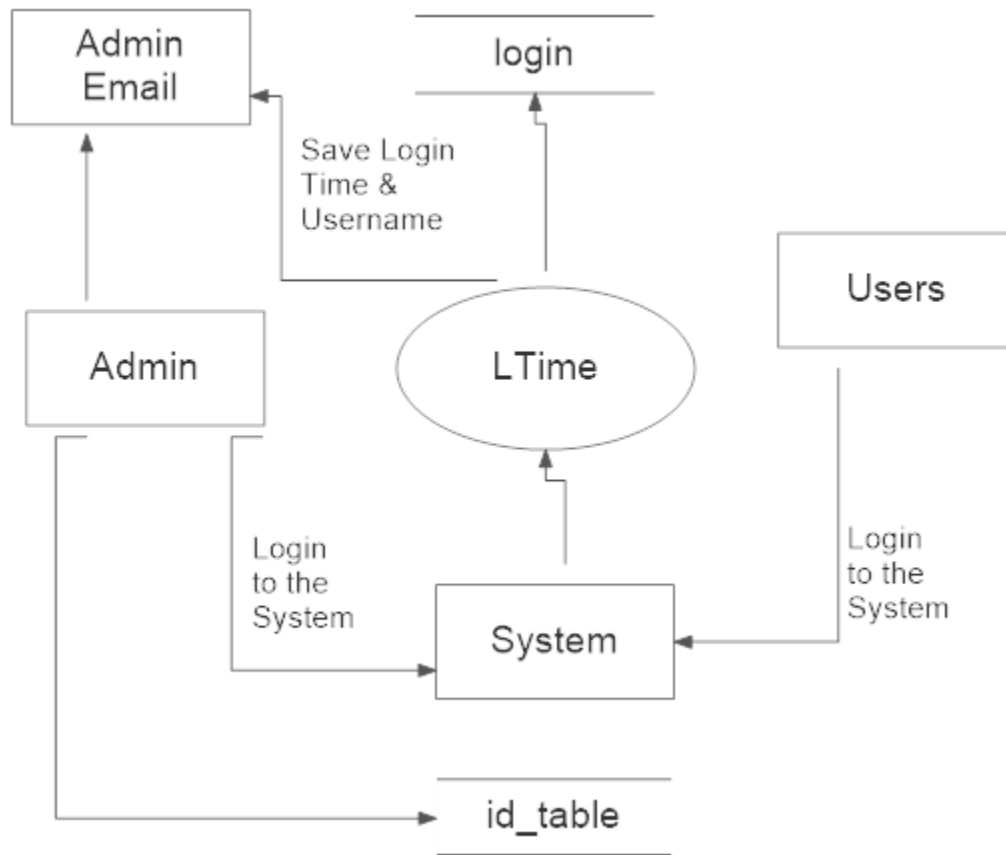 Admin
Email
login
Save Login
Time &
Username
Users
Admin
LTime
Login
to the
System
Login
to the
System
System
id_table